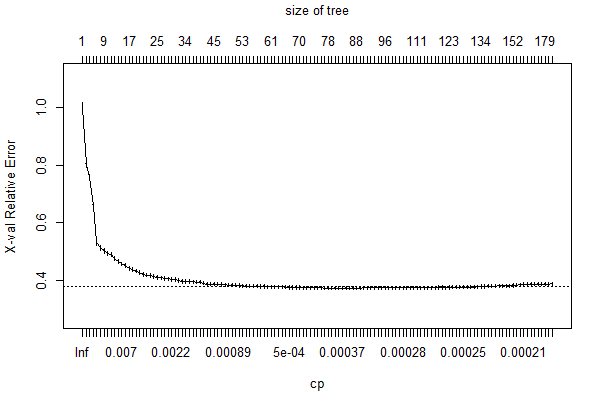 size of tree
1 9 17 25 34 45 53 61 70 78 88 96 111 123 134 152 179
X-val Relative Error
1.0
0.8
0.6
0.4
Inf 0.007 0.0022 0.00089 5e-04 0.00037 0.00028 0.00025 0.00021
cp